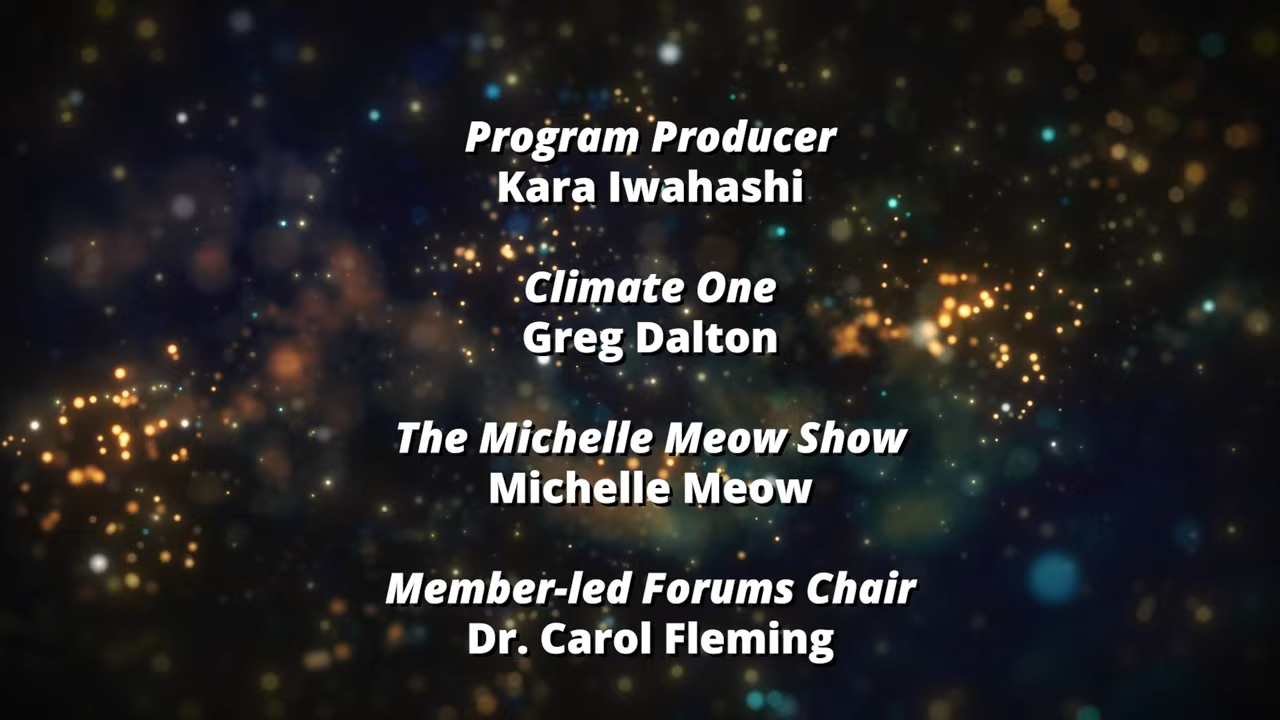 Program Producer
Kara Iwahashi
Climate One
Greg Dalton
The Michelle Meow Show
Michelle Meow
Member-led Forums Chair
Dr. Carol Fleming